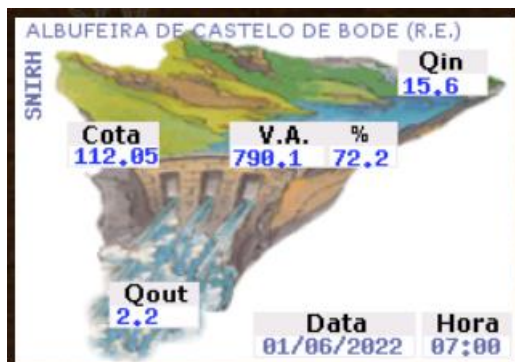 ALBUFEIRA DE CASTELO DE BODE (R.E.)
SNIRH
Qin
15.6
Cota V.A. %
112.05 790.1 72.2
Qout
2.2
Data Hora
01/06/2022 07:00